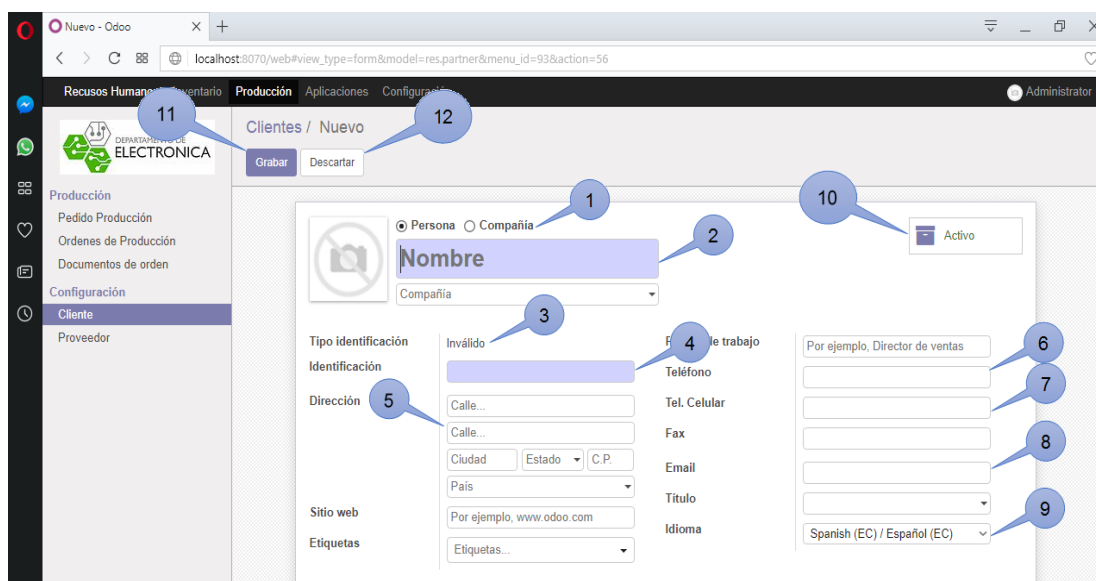 Nuevo - Odoo
localhost:8070/web#view_type=form&model=res.partner&menu_id=93&action=56
Recusos Humanos Producción Aplicaciones Administrator
11
12
DEPARTAMENTO DE
ELECTRONICA
Clientes / Nuevo
Grabar Descartar
Producción
Pedido Producción
Ordenes de Producción
Documentos de orden
Configuración
Cliente
Proveedor
1
Persona Compañía
2
10
Activo
Nombre
Compañía
3
Tipo identificación Inválido
4
de trabajo Por ejemplo, Director de ventas
6
Identificación
Teléfono
7
Dirección
5
Calle...
Tel. Celular
Calle...
Fax
8
Ciudad Estado C.P.
Email
País
Título
9
Sitio web Por ejemplo, www.odoo.com
Idioma Spanish (EC) / Español (EC)
Etiquetas Etiquetas...